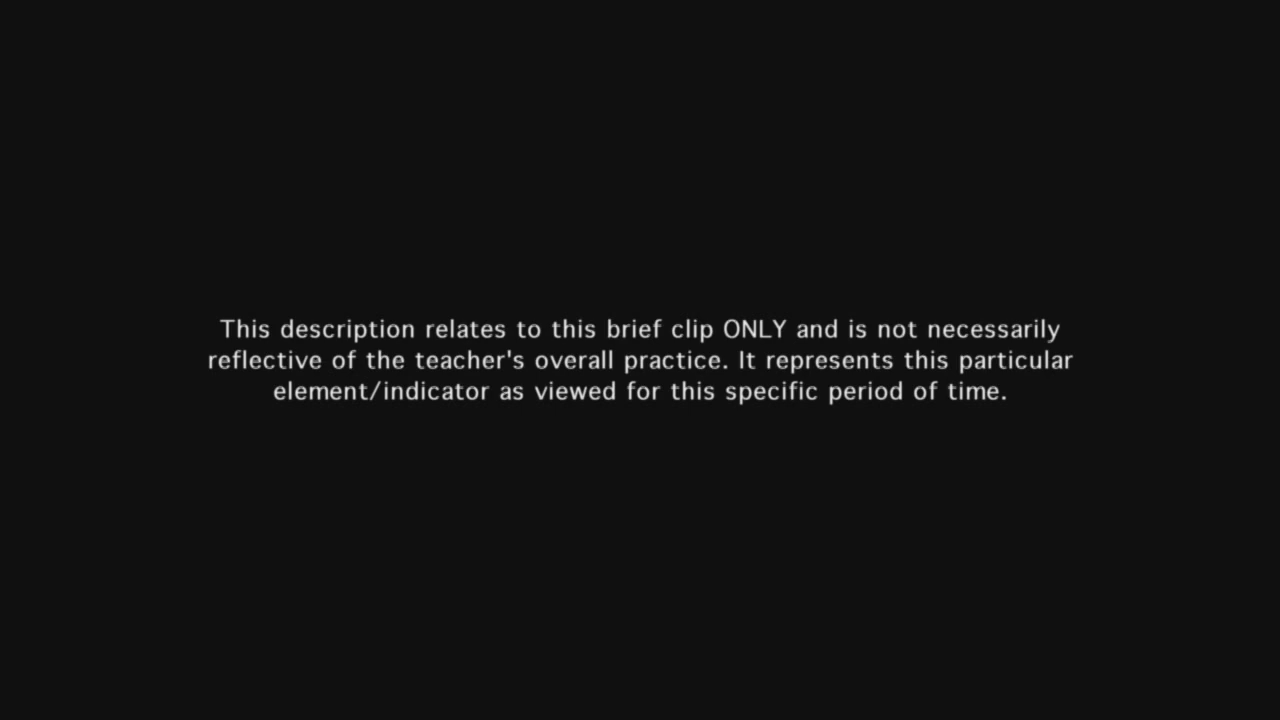 This description relates to this brief clip ONLY and is not necessarily
reflective of the teacher's overall practice. It represents this particular
element/indicator as viewed for this specific period of time.